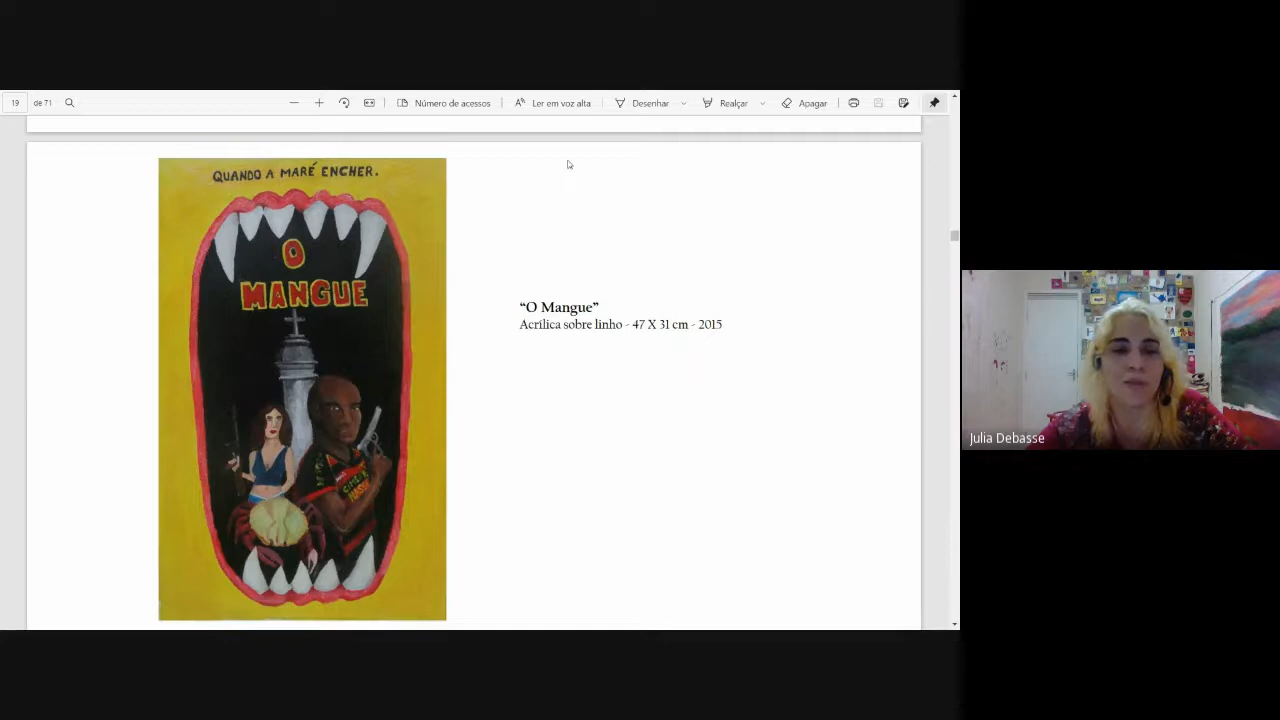 19 de 71
Número de acessos
Ler em voz alta
Desenhar
Realçar
Apagar
QUANDO A MARÉ ENCHER.
O
MANGUE
“O Mangue”
Acrílica sobre linho - 47 X 31 cm - 2015
Julia Debasse